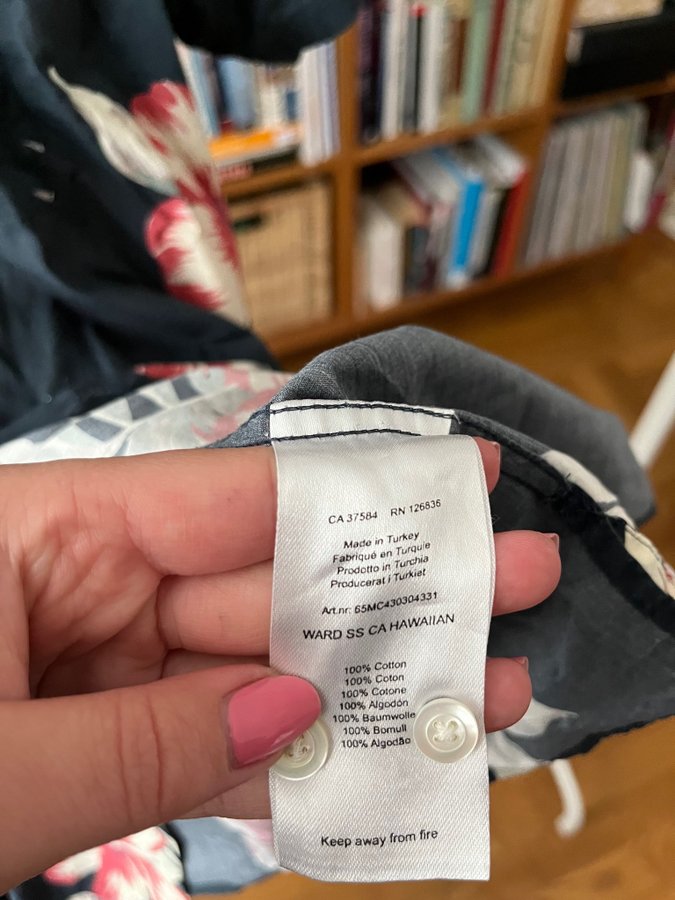 CA 37584 RN 126836
Made in Turkey
Fabriqué en Turquie
Prodotto in Turchia
Producerat i Turkiet
Art.nr: 65MC430304331
WARD SS CA HAWAIIAN
100% Cotton
100% Coton
100% Cotone
100% Algodón
100% Baumwolle
100% Bomull
100% Algodão
Keep away from fire